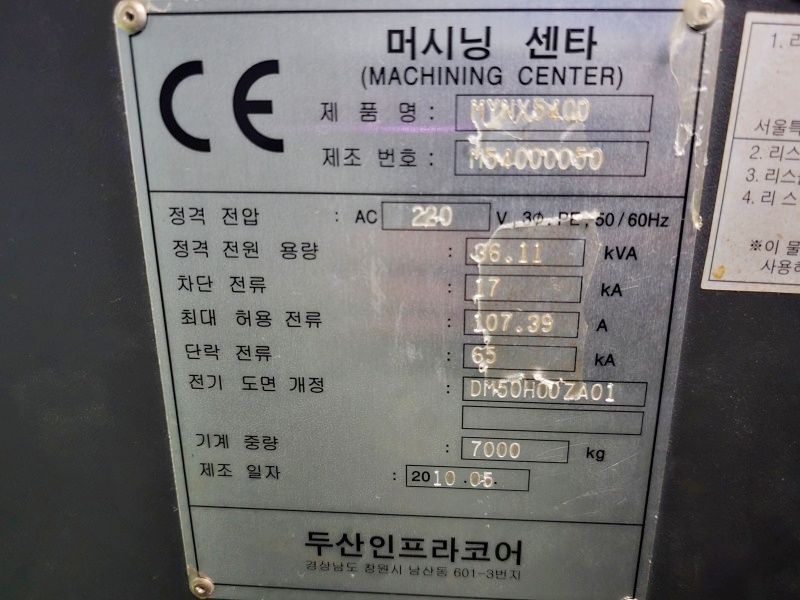 CE
머시닝 센타
(MACHINING CENTER)
제 품 명 : MYNX5400
제조 번호 : M54000050
정격 전압 : AC 220 V, 3Φ, PE, 50/60Hz
정격 전원 용량 : 36.11 kVA
차단 전류 : 17 kA
최대 허용 전류 : 107.39 A
단락 전류 : 65 kA
전기 도면 개정 : DM50H00ZA01
기계 중량 : 7000 kg
제조 일자 : 2010.05.
두산인프라코어
경상남도 창원시 남산동 601-3번지
1. 리
서울특
2. 리스
3. 리스
4. 리 스
※이 물
사용하